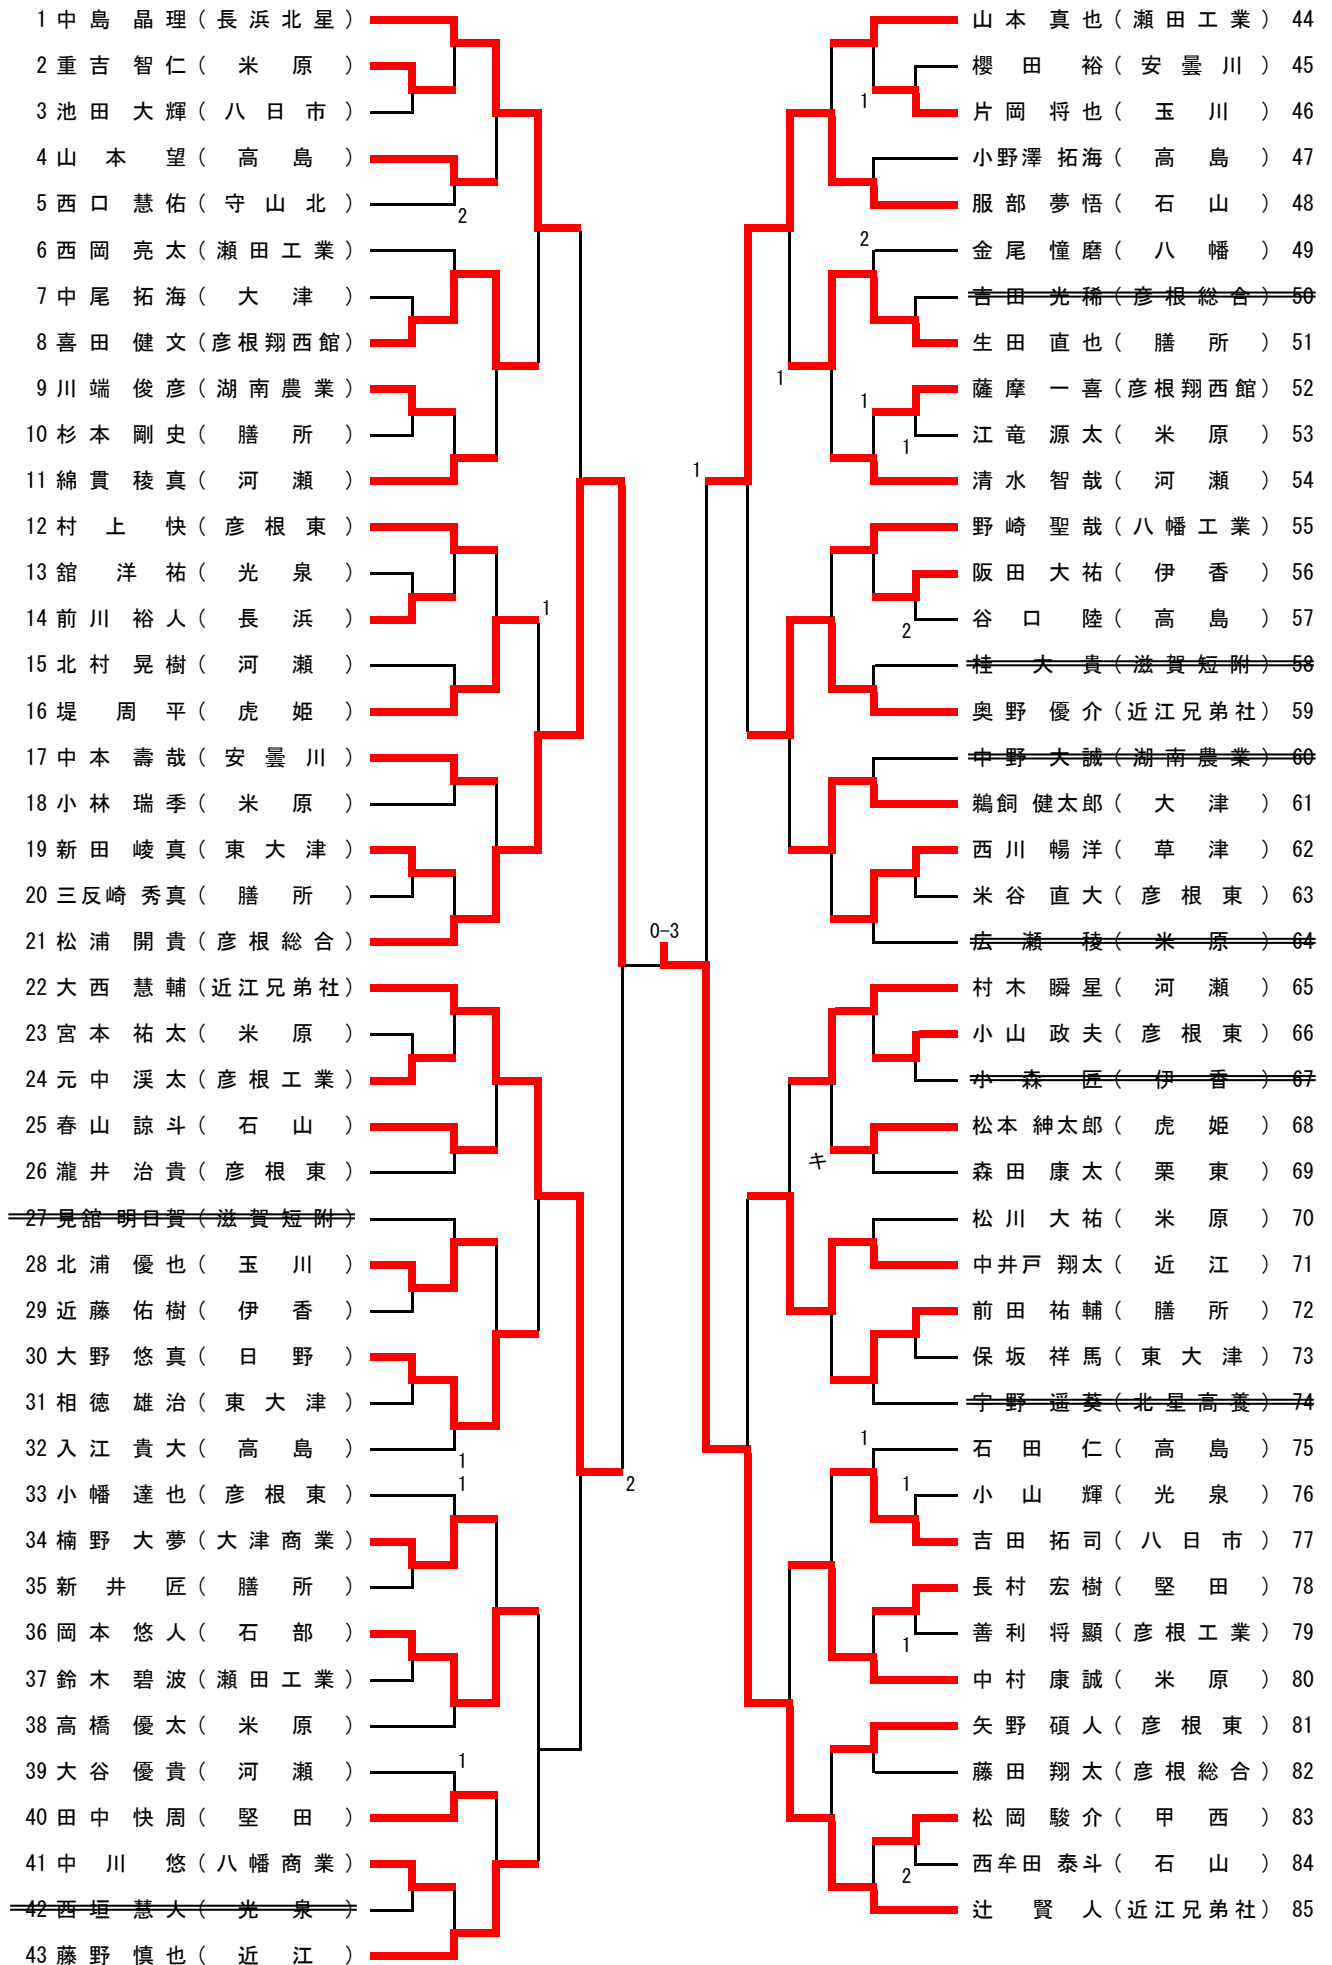 1 中島 晶理 (長浜北星)
2 重吉 智仁 (米原)
3 池田 大輝 (八日市)
4 山本 望 (高島)
5 西口 慧佑 (守山北)
2
6 西岡 亮太 (瀬田工業)
7 中尾 拓海 (大津)
8 喜田 健文 (彦根翔西館)
9 川端 俊彦 (湖南農業)
10 杉本 剛史 (膳所)
11 綿貫 稜真 (河瀬)
12 村上 快 (彦根東)
13 舘 洋祐 (光泉)
1
14 前川 裕人 (長浜)
15 北村 晃樹 (河瀬)
16 堤 周平 (虎姫)
17 中本 壽哉 (安曇川)
18 小林 瑞季 (米原)
19 新田 崚真 (東大津)
20 三反崎 秀真 (膳所)
21 松浦 開貴 (彦根総合)
22 大西 慧輔 (近江兄弟社)
23 宮本 祐太 (米原)
24 元中 渓太 (彦根工業)
25 春山 諒斗 (石山)
26 瀧井 治貴 (彦根東)
27 見舘 明日賀 (滋賀短附)
28 北浦 優也 (玉川)
29 近藤 佑樹 (伊香)
30 大野 悠真 (日野)
31 相徳 雄治 (東大津)
32 入江 貴大 (高島)
1
1
2
33 小幡 達也 (彦根東)
34 楠野 大夢 (大津商業)
35 新井 匠 (膳所)
36 岡本 悠人 (石部)
37 鈴木 碧波 (瀬田工業)
38 高橋 優太 (米原)
1
39 大谷 優貴 (河瀬)
40 田中 快周 (堅田)
41 中川 悠 (八幡商業)
42 西垣 慧人 (光泉)
43 藤野 慎也 (近江)
0-3
山本 真也 (瀬田工業) 44
櫻田 裕 (安曇川) 45
1
片岡 将也 (玉川) 46
小野澤 拓海 (高島) 47
服部 夢悟 (石山) 48
2
金尾 憧磨 (八幡) 49
吉田 光稀 (彦根総合) 50
生田 直也 (膳所) 51
1
1
薩摩 一喜 (彦根翔西館) 52
江竜 源太 (米原) 53
1
1
清水 智哉 (河瀬) 54
野崎 聖哉 (八幡工業) 55
阪田 大祐 (伊香) 56
谷口 陸 (高島) 57
2
桂 大貴 (滋賀短附) 58
奥野 優介 (近江兄弟社) 59
中野 大誠 (湖南農業) 60
鵜飼 健太郎 (大津) 61
西川 暢洋 (草津) 62
米谷 直大 (彦根東) 63
広瀬 稜 (米原) 64
村木 瞬星 (河瀬) 65
小山 政夫 (彦根東) 66
小森 匠 (伊香) 67
松本 紳太郎 (虎姫) 68
キ
森田 康太 (栗東) 69
松川 大祐 (米原) 70
中井戸 翔太 (近江) 71
前田 祐輔 (膳所) 72
保坂 祥馬 (東大津) 73
宇野 遥葵 (北星高養) 74
1
石田 仁 (高島) 75
1
小山 輝 (光泉) 76
吉田 拓司 (八日市) 77
長村 宏樹 (堅田) 78
善利 将顯 (彦根工業) 79
1
中村 康誠 (米原) 80
矢野 碩人 (彦根東) 81
藤田 翔太 (彦根総合) 82
松岡 駿介 (甲西) 83
西牟田 泰斗 (石山) 84
2
辻 賢人 (近江兄弟社) 85